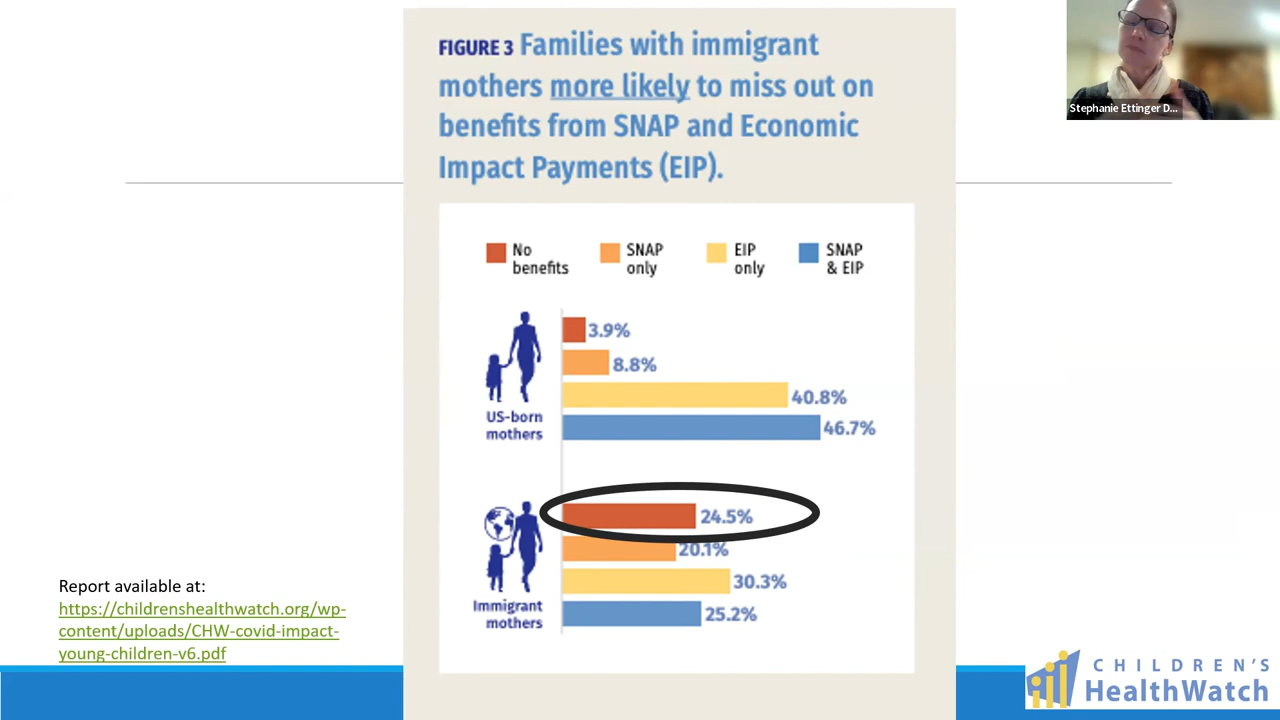 FIGURE 3 Families with immigrant
mothers more likely to miss out on
benefits from SNAP and Economic
Impact Payments (EIP).
No
benefits
SNAP
only
EIP
only
SNAP
& EIP
3.9%
8.8%
40.8%
46.7%
US-born
mothers
24.5%
20.1%
30.3%
25.2%
Immigrant
mothers
Report available at:
https://childrenshealthwatch.org/wp-
content/uploads/CHW-covid-impact-
young-children-v6.pdf
CHILDREN'S
HealthWatch
Stephanie Ettinger D...